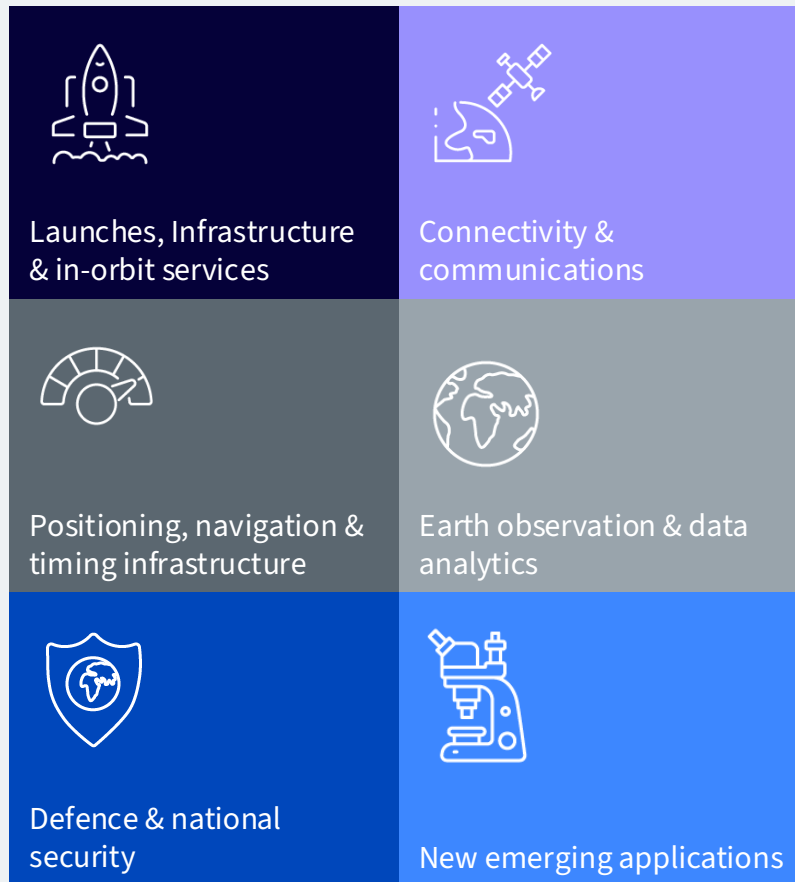 Launches, Infrastructure
& in-orbit services
Connectivity &
communications
Positioning, navigation &
timing infrastructure
Earth observation & data
analytics
Defence & national
security
New emerging applications